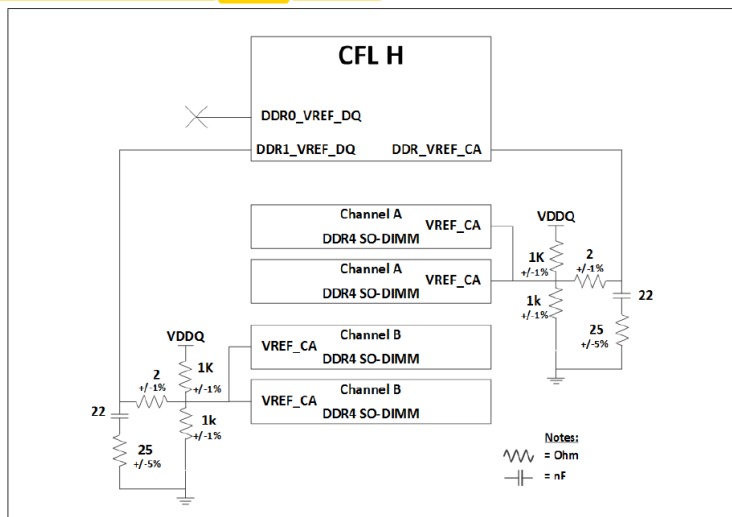 CFL H
DDR0_VREF_DQ
DDR1_VREF_DQ
DDR_VREF_CA
Channel A
VREF_CA
DDR4 SO-DIMM
Channel A
VREF_CA
DDR4 SO-DIMM
VDDQ
1K
+/-1%
2
+/-1%
1k
+/-1%
22
25
+/-5%
Channel B
VREF_CA
DDR4 SO-DIMM
Channel B
VREF_CA
DDR4 SO-DIMM
VDDQ
2
+/-1%
1K
+/-1%
22
1k
+/-1%
25
+/-5%
Notes:
= Ohm
= nF